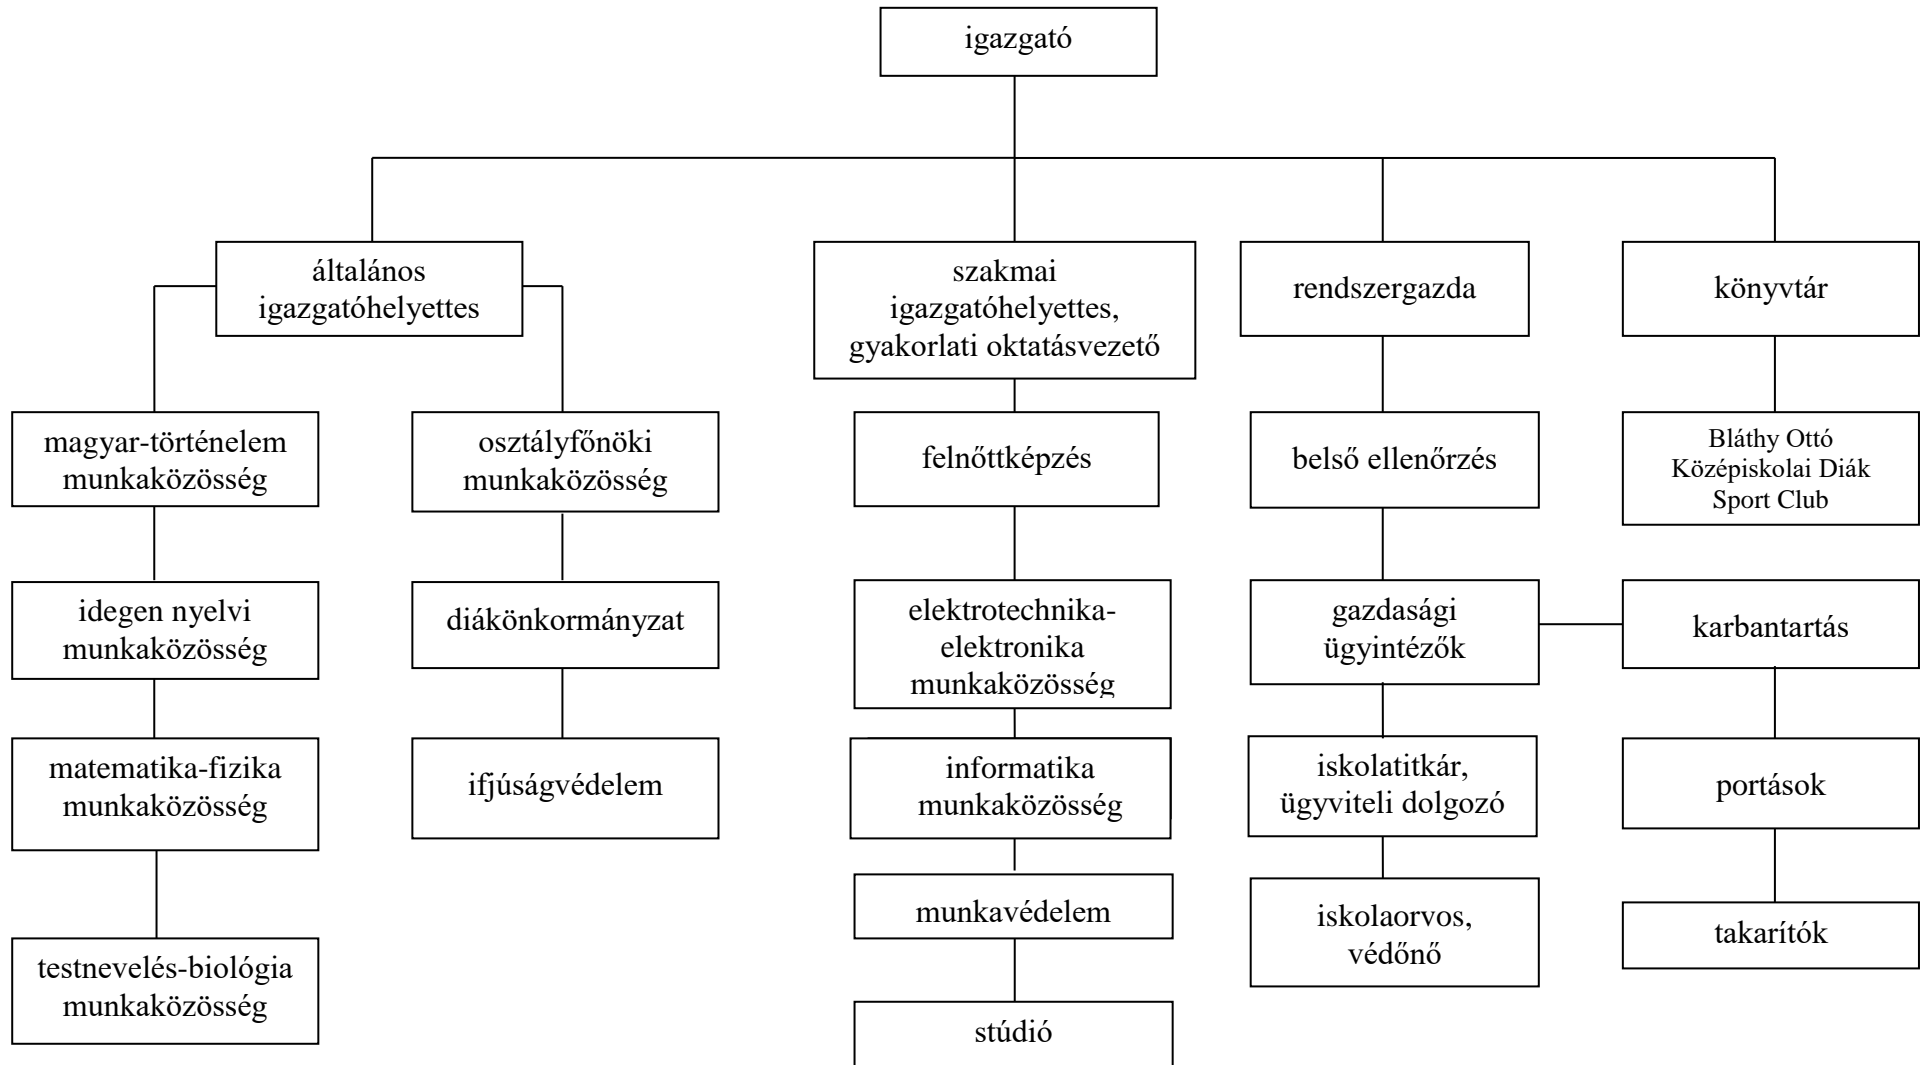 igazgató
általános
igazgatóhelyettes
szakmai
igazgatóhelyettes,
gyakorlati oktatásvezető
rendszergazda
könyvtár
magyar-történelem
munkaközösség
osztályfőnöki
munkaközösség
felnőttképzés
belső ellenőrzés
Bláthy Ottó
Középiskolai Diák
Sport Club
idegen nyelvi
munkaközösség
diákönkormányzat
elektrotechnika-
elektronika
munkaközösség
gazdasági
ügyintézők
karbantartás
matematika-fizika
munkaközösség
ifjúságvédelem
informatika
munkaközösség
iskolatitkár,
ügyviteli dolgozó
portások
munkavédelem
iskolaorvos,
védőnő
takarítók
testnevelés-biológia
munkaközösség
stúdió